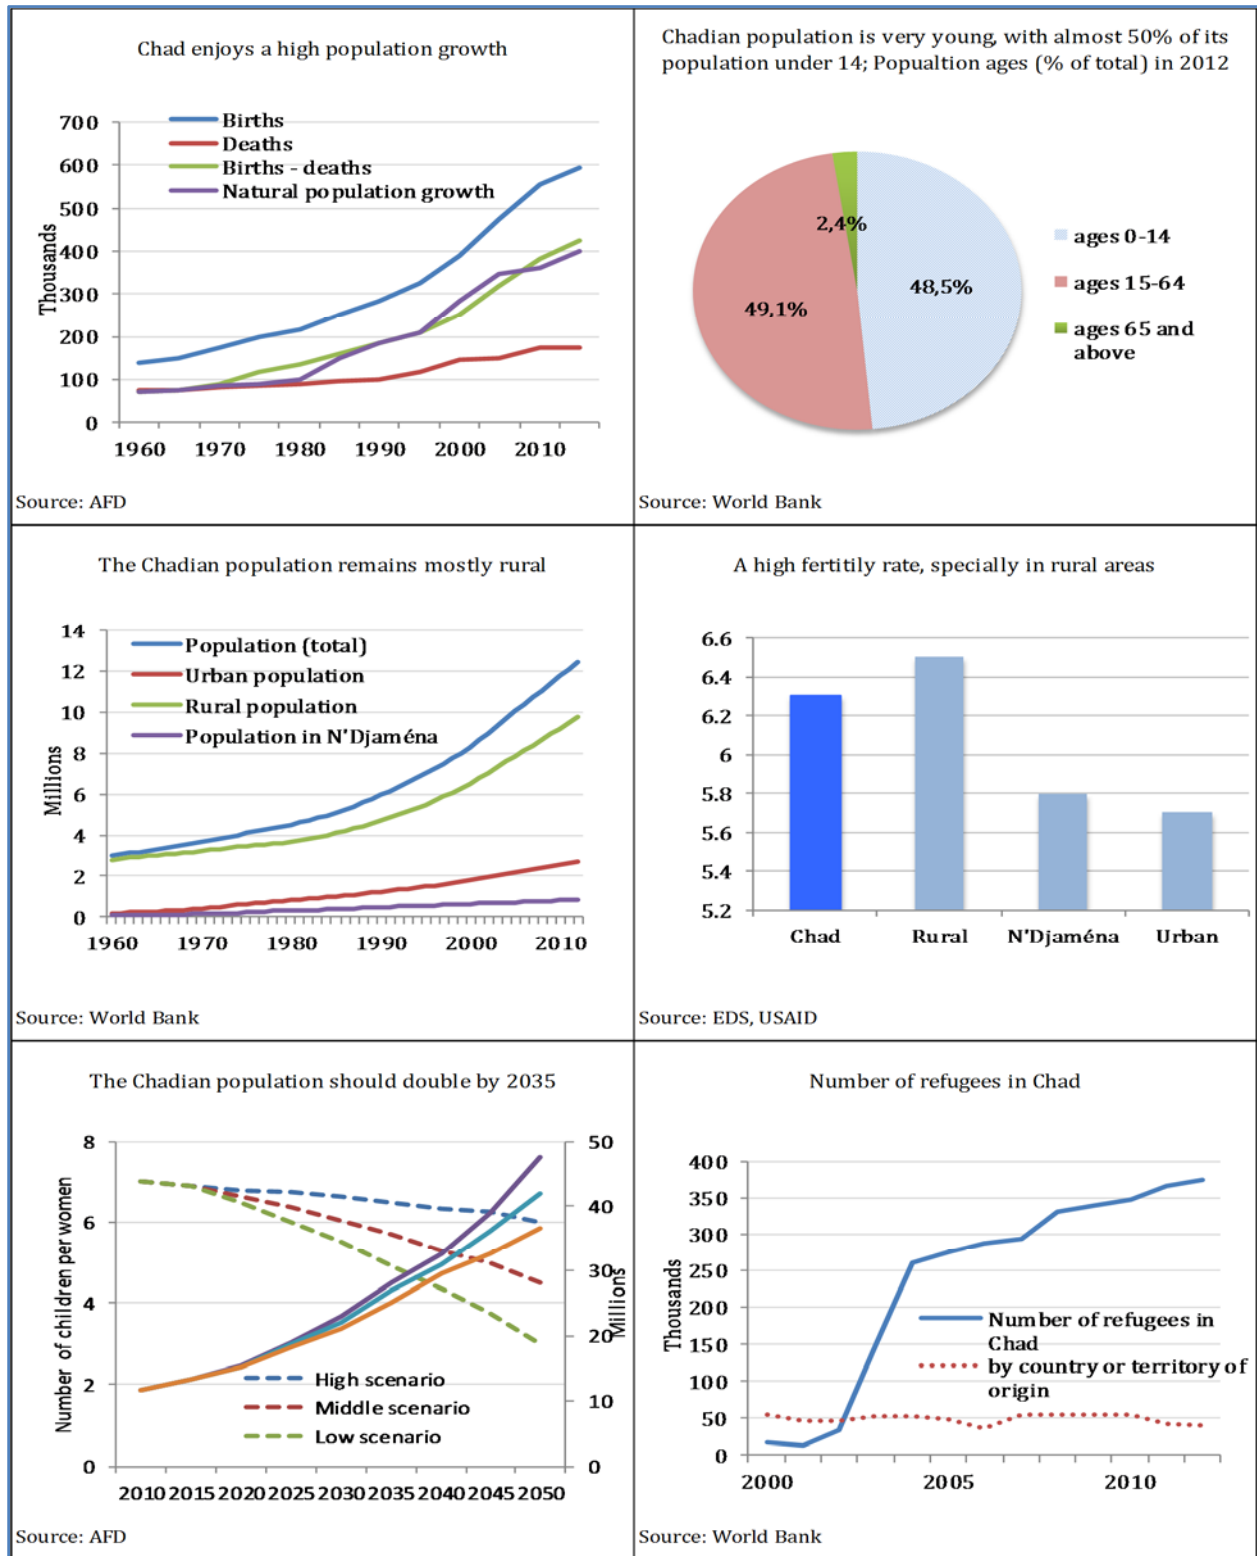 Chad enjoys a high population growth
Births
Deaths
Births - deaths
Natural population growth
Thousands
700
600
500
400
300
200
100
0
1960 1970 1980 1990 2000 2010
Source: AFD
Chadian population is very young, with almost 50% of its
population under 14; Popualtion ages (% of total) in 2012
2,4%
48,5%
49,1%
ages 0-14
ages 15-64
ages 65 and
above
Source: World Bank
The Chadian population remains mostly rural
Population (total)
Urban population
Rural population
Population in N'Djaména
Millions
14
12
10
8
6
4
2
0
1960 1970 1980 1990 2000 2010
Source: World Bank
A high fertitily rate, specially in rural areas
6.6
6.4
6.2
6
5.8
5.6
5.4
5.2
Chad Rural N'Djaména Urban
Source: EDS, USAID
The Chadian population should double by 2035
Number of children per women
8
6
4
2
0
50
40
30
20
10
0
Millions
High scenario
Middle scenario
Low scenario
2010 2015 2020 2025 2030 2035 2040 2045 2050
Source: AFD
Number of refugees in Chad
Thousands
400
350
300
250
200
150
100
50
0
Number of refugees in
Chad
by country or territory of
origin
2000 2005 2010
Source: World Bank